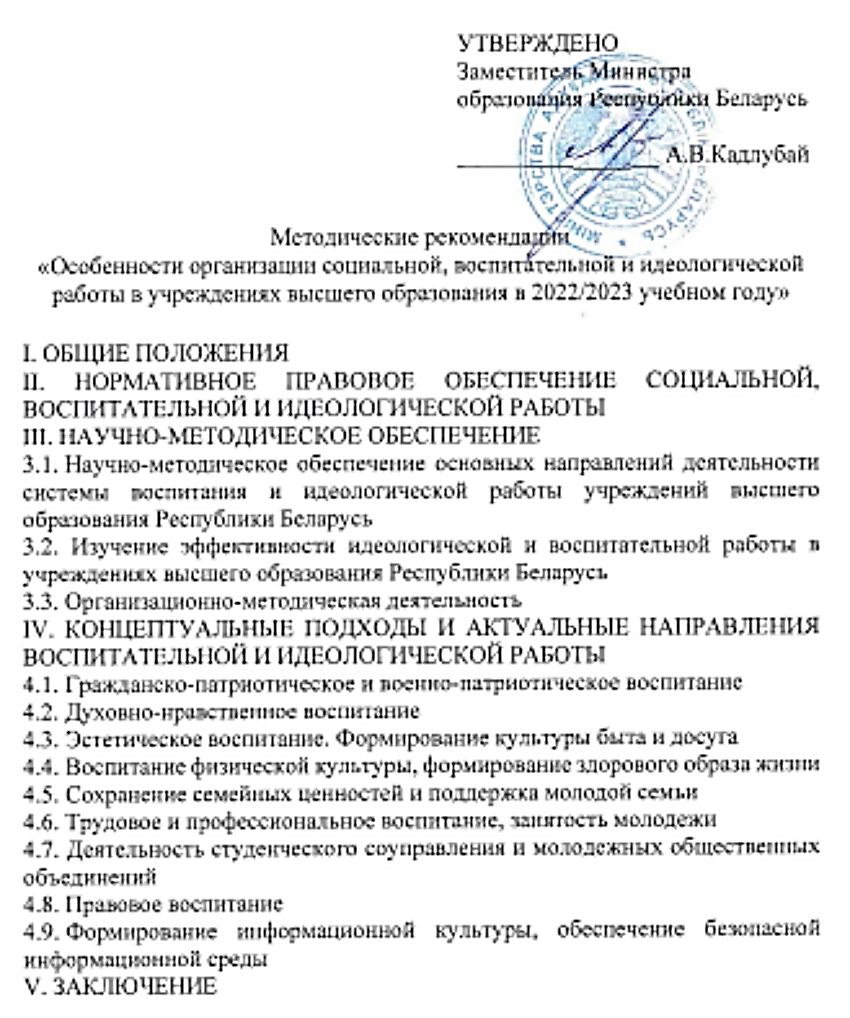 УТВЕРЖДЕНО
Заместитель Министра
образования Республики Беларусь
А.В.Кадлубай
Методические рекомендации
«Особенности организации социальной, воспитательной и идеологической
работы в учреждениях высшего образования в 2022/2023 учебном году»
I. ОБЩИЕ ПОЛОЖЕНИЯ
II. НОРМАТИВНОЕ ПРАВОВОЕ ОБЕСПЕЧЕНИЕ СОЦИАЛЬНОЙ,
ВОСПИТАТЕЛЬНОЙ И ИДЕОЛОГИЧЕСКОЙ РАБОТЫ
III. НАУЧНО-МЕТОДИЧЕСКОЕ ОБЕСПЕЧЕНИЕ
3.1. Научно-методическое обеспечение основных направлений деятельности
системы воспитания и идеологической работы учреждений высшего
образования Республики Беларусь
3.2. Изучение эффективности идеологической и воспитательной работы в
учреждениях высшего образования Республики Беларусь
3.3. Организационно-методическая деятельность
IV. КОНЦЕПТУАЛЬНЫЕ ПОДХОДЫ И АКТУАЛЬНЫЕ НАПРАВЛЕНИЯ
ВОСПИТАТЕЛЬНОЙ И ИДЕОЛОГИЧЕСКОЙ РАБОТЫ
4.1. Гражданско-патриотическое и военно-патриотическое воспитание
4.2. Духовно-нравственное воспитание
4.3. Эстетическое воспитание. Формирование культуры быта и досуга
4.4. Воспитание физической культуры, формирование здорового образа жизни
4.5. Сохранение семейных ценностей и поддержка молодой семьи
4.6. Трудовое и профессиональное воспитание, занятость молодежи
4.7. Деятельность студенческого соуправления и молодежных общественных
объединений
4.8. Правовое воспитание
4.9. Формирование информационной культуры, обеспечение безопасной
информационной среды
V. ЗАКЛЮЧЕНИЕ